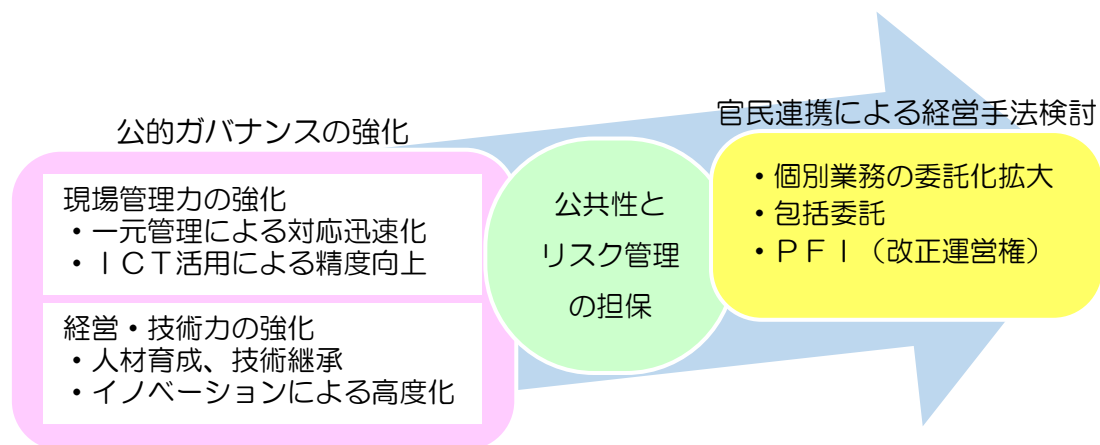 公的ガバナンスの強化
現場管理力の強化
・一元管理による対応迅速化
・ＩＣＴ活用による精度向上
経営・技術力の強化
・人材育成、技術継承
・イノベーションによる高度化
公共性と
リスク管理
の担保
官民連携による経営手法検討
・個別業務の委託化拡大
・包括委託
・ＰＦＩ（改正運営権）